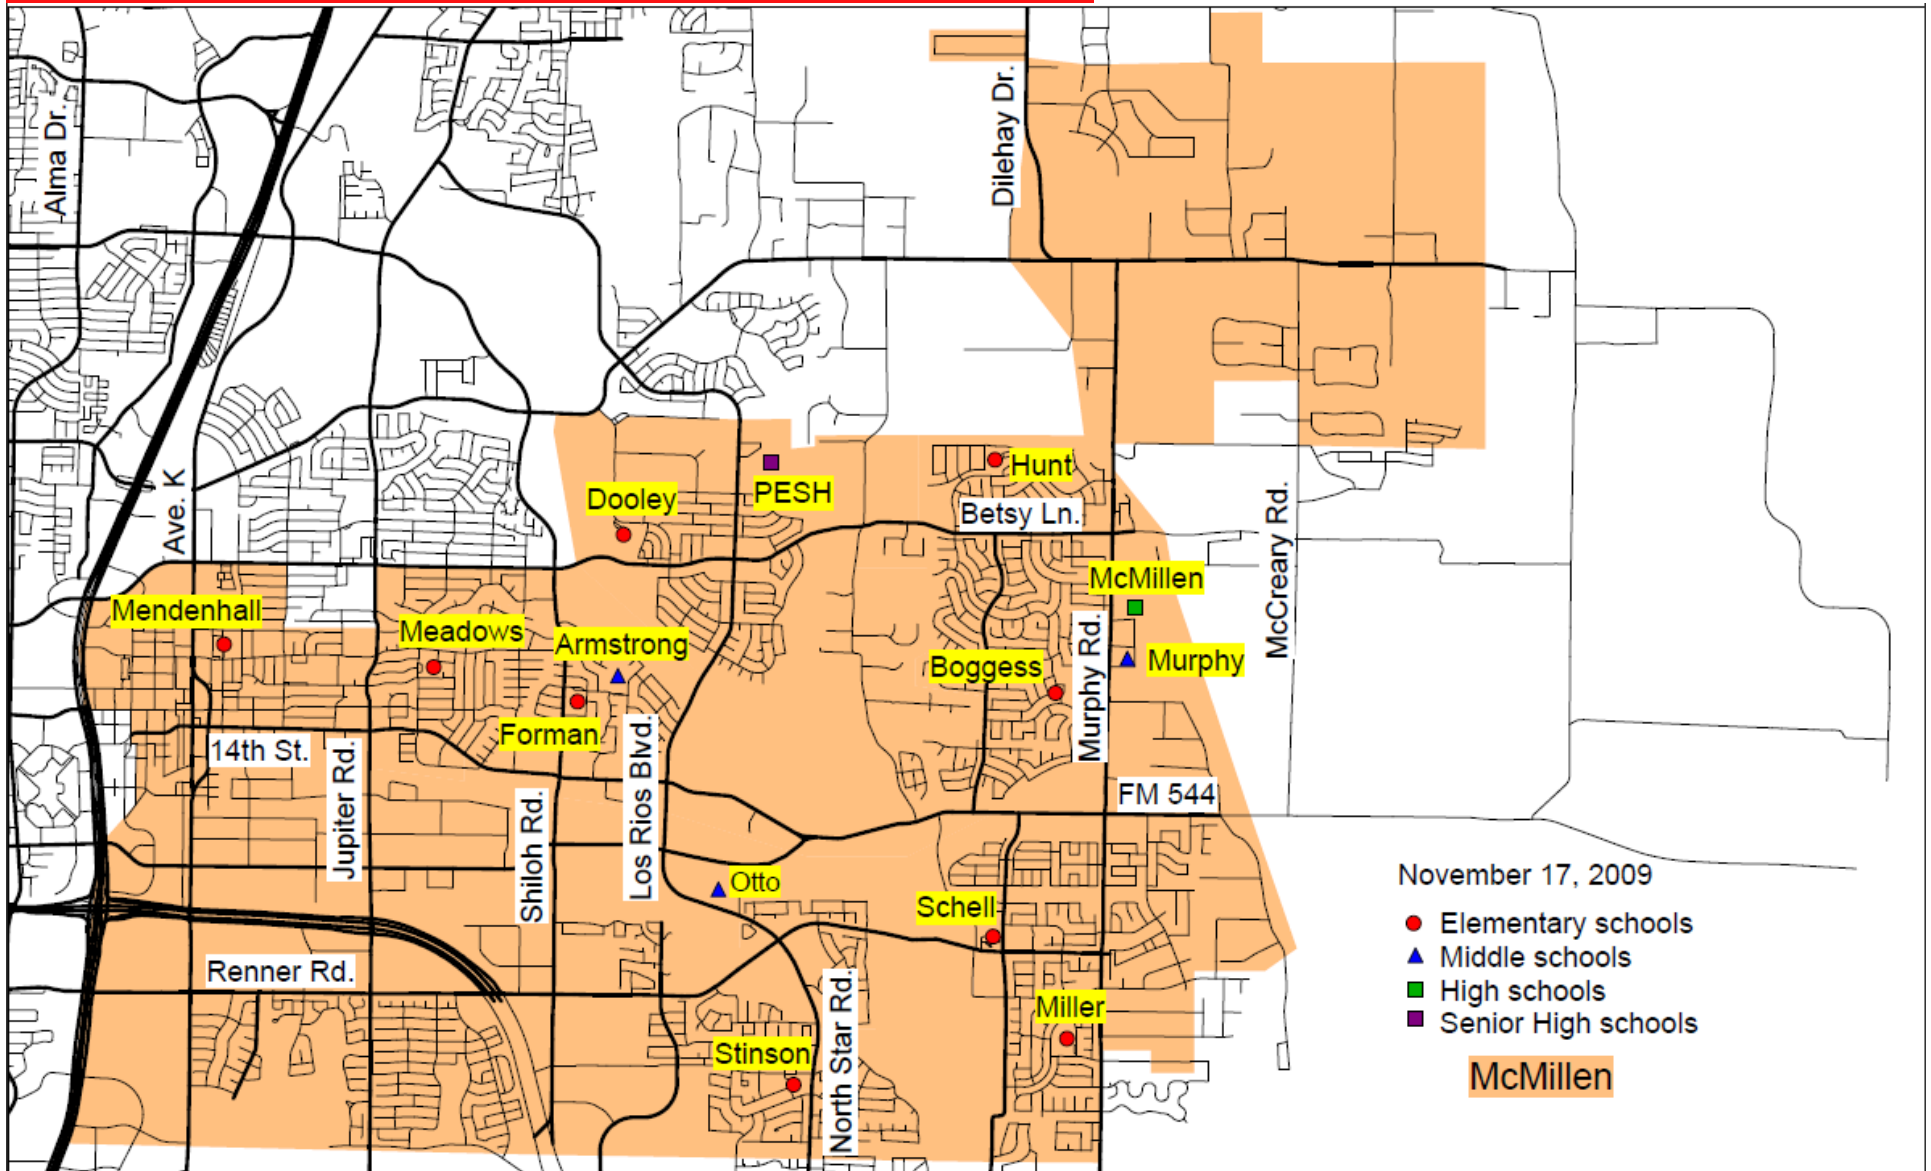 Alma Dr.
Dilehay Dr.
Ave. K
Hunt
Dooley
PESH
Betsy Ln.
McCreary Rd.
McMillen
Mendenhall
Meadows
Armstrong
Boggess
Murphy Rd.
Murphy
Forman
14th St.
Jupiter Rd.
Los Rios Blvd.
Shiloh Rd.
FM 544
Otto
Schell
Renner Rd.
North Star Rd.
Miller
Stinson
November 17, 2009
Elementary schools
Middle schools
High schools
Senior High schools
McMillen